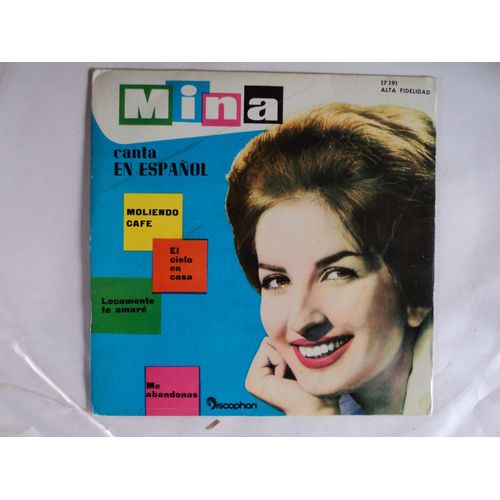 Mina
17.191
ALTA FIDELIDAD
canta
EN ESPAÑOL
MOLIENDO
CAFE
El
cielo
en
casa
Locamente
te amaré
Me
abandonas
Discophon